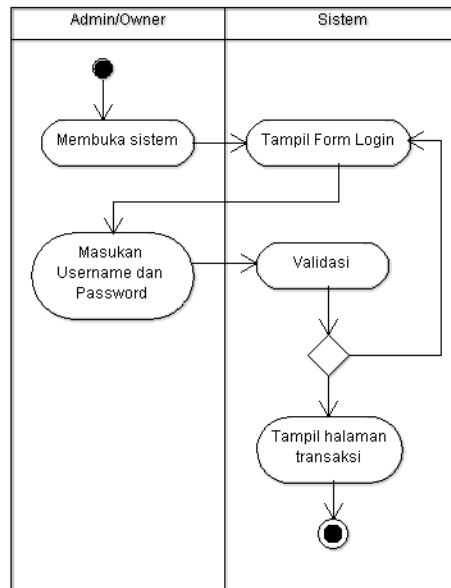 Admin/Owner
Sistem
Membuka sistem
Tampil Form Login
Masukan
Username dan
Password
Validasi
Tampil halaman
transaksi